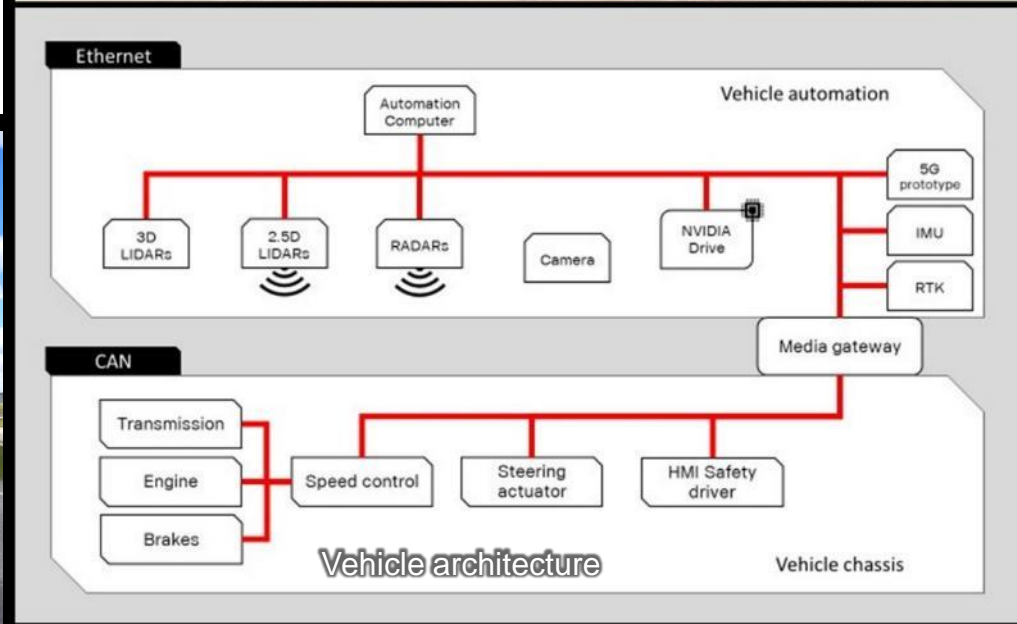 Ethernet
Vehicle automation
Automation
Computer
5G
prototype
3D
LIDARs
2.5D
LIDARs
RADARs
Camera
NVIDIA
Drive
IMU
RTK
Media gateway
CAN
Transmission
Engine
Brakes
Speed control
Steering
actuator
HMI Safety
driver
Vehicle architecture
Vehicle chassis